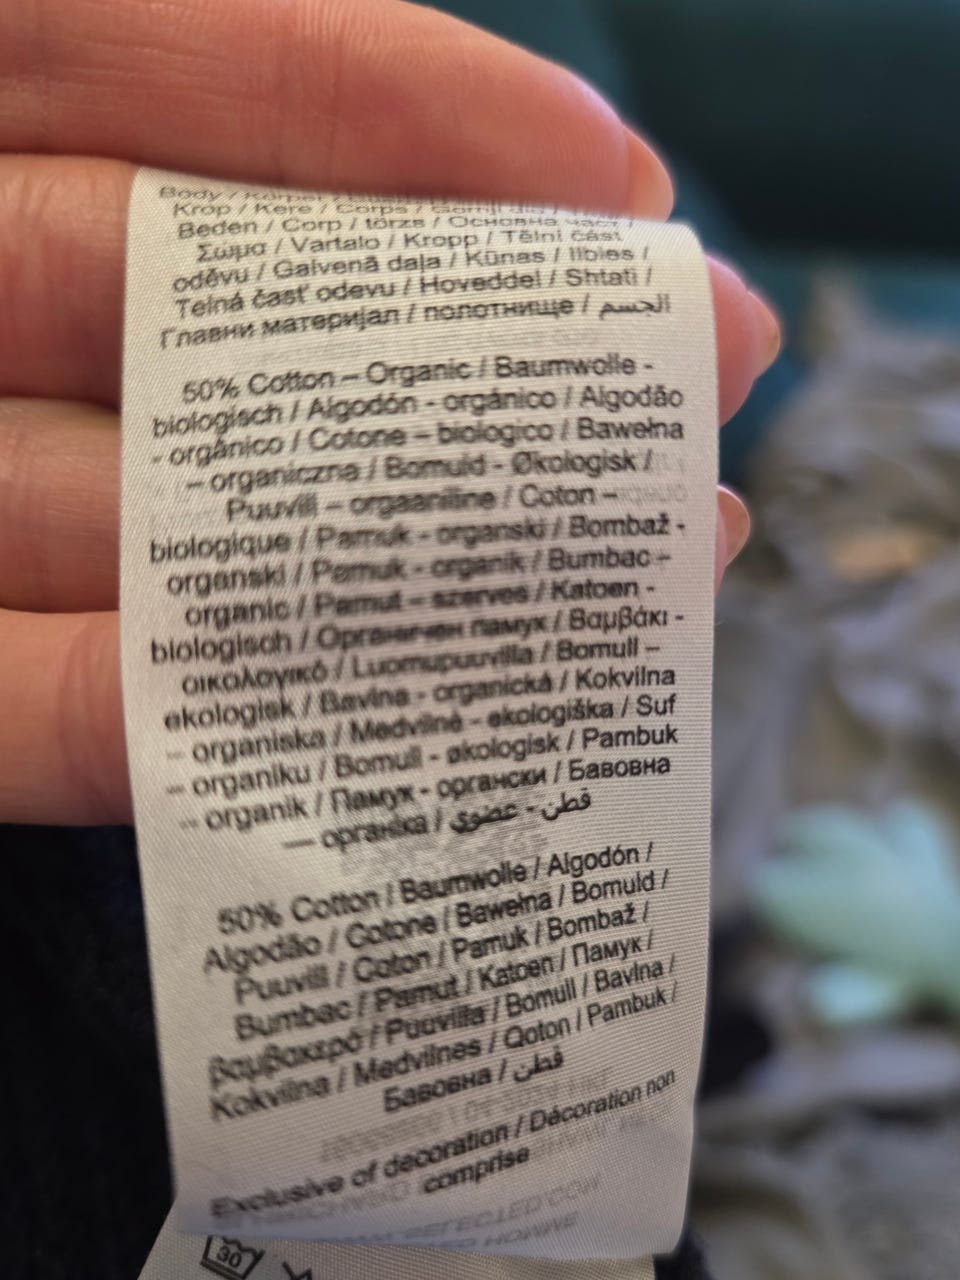 Body / Körper
Krop / Kere / Corps / Gornji dio /
Beden / Corp / törzs / Основна част /
Σώμα / Vartalo / Kropp / Tělní část
oděvu / Galvenā daļa / Kūnas / Ilbies /
Telná časť odevu / Hoveddel / Shtati /
Главни материјал / полотнище / الجسم
50% Cotton – Organic / Baumwolle -
biologisch / Algodón - orgánico / Algodão
- orgânico / Cotone – biologico / Bawełna
– organiczna / Bomuld - Økologisk /
Puuvill – orgaaniline / Coton –
biologique / Pamuk - organski / Bombaž -
organski / Pamuk - organik / Bumbac –
organic / Pamut – szerves / Katoen -
biologisch / Органичен памук / Βαμβάκι -
οικολογικό / Luomupuuvilla / Bomull –
ekologisk / Bavlna - organická / Kokvilna
– organiska / Medvilnė - ekologiška / Suf
– organiku / Bomull - økologisk / Pambuk
– organik / Памук - органски / Бавовна
— органіка / قطن - عضوي
50% Cotton / Baumwolle / Algodón /
Algodão / Cotone / Bawełna / Bomuld /
Puuvill / Coton / Pamuk / Bombaž /
Bumbac / Pamut / Katoen / Памук /
βαμβακερό / Puuvilla / Bomull / Bavlna /
Kokvilna / Medvilnes / Qoton / Pambuk /
Бавовна / قطن
Exclusive of decoration / Décoration non
comprise
30